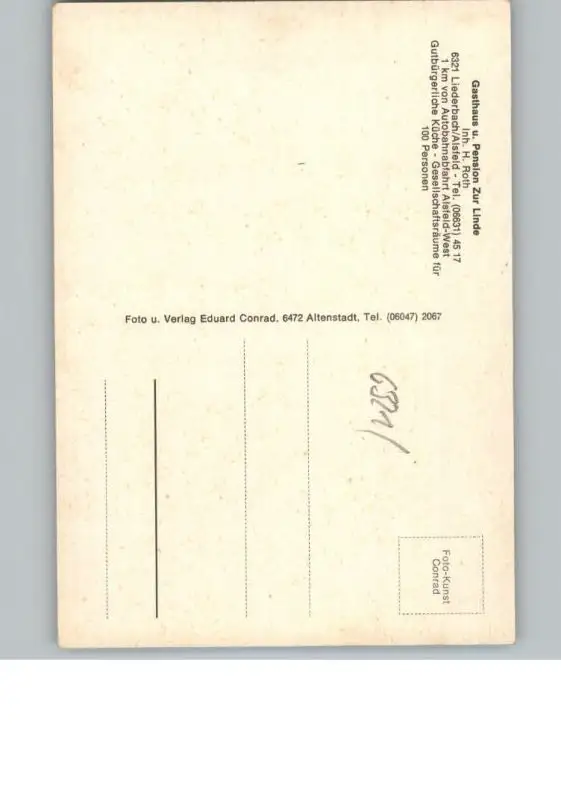 Gasthaus u. Pension Zur Linde
Inh. H. Roth
6321 Liederbach/Alsfeld - Tel. (06631) 45 17
1 km von Autobahnabfahrt Alsfeld-West
Gutbürgerliche Küche - Gesellschaftsräume für
100 Personen
Foto u. Verlag Eduard Conrad, 6472 Altenstadt, Tel. (06047) 2067
6321/
Foto-Kunst
Conrad